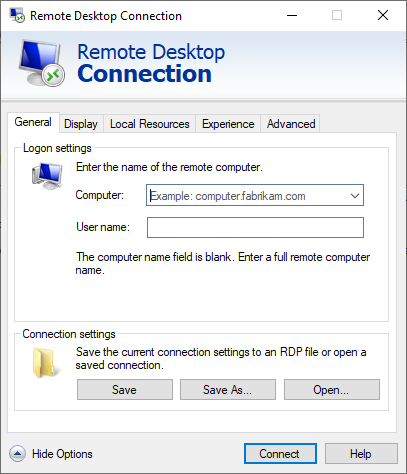 Remote Desktop Connection
Remote Desktop
Connection
General Display Local Resources Experience Advanced
Logon settings
Enter the name of the remote computer.
Computer: Example: computer.fabrikam.com
User name:
The computer name field is blank. Enter a full remote computer
name.
Connection settings
Save the current connection settings to an RDP file or open a
saved connection.
Save Save As... Open...
Hide Options Connect Help